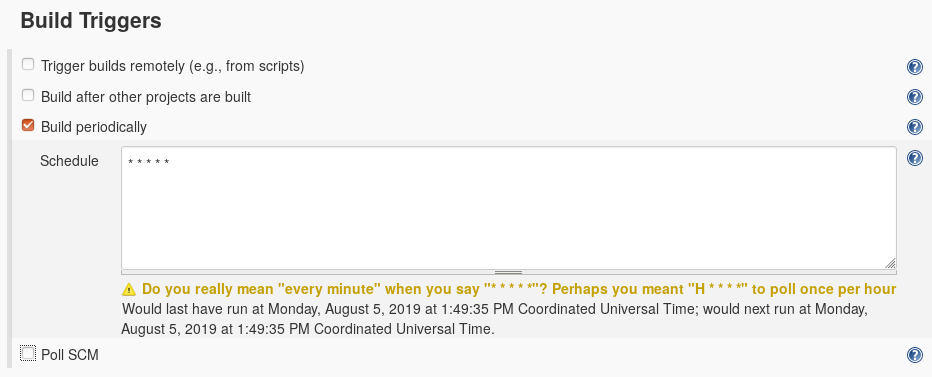 Build Triggers
Trigger builds remotely (e.g., from scripts)
Build after other projects are built
Build periodically
Schedule
* * * * *
Do you really mean "every minute" when you say "* * * * *"? Perhaps you meant "H * * * *" to poll once per hour
Would last have run at Monday, August 5, 2019 at 1:49:35 PM Coordinated Universal Time; would next run at Monday,
August 5, 2019 at 1:49:35 PM Coordinated Universal Time.
Poll SCM